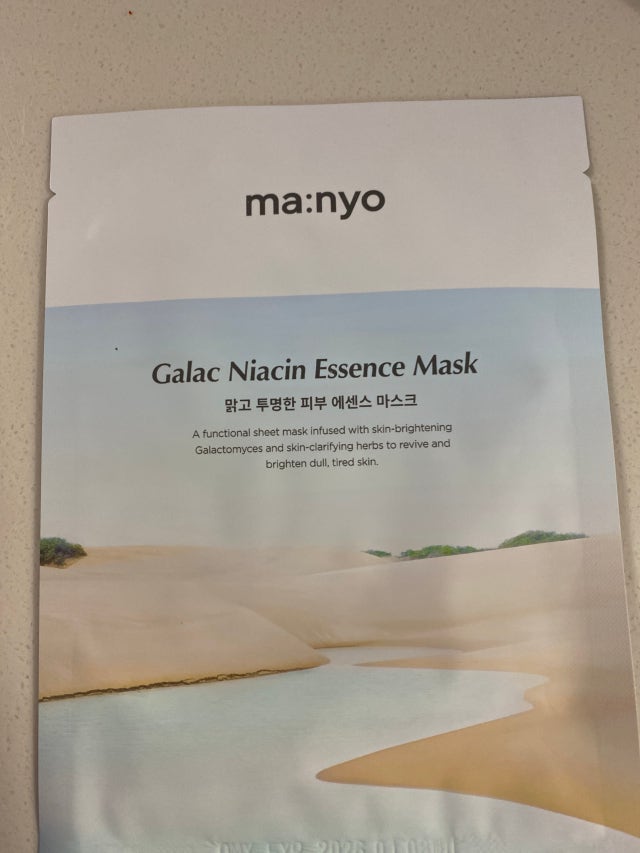 ma:nyo
Galac Niacin Essence Mask
맑고 투명한 피부 에센스 마스크
A functional sheet mask infused with skin-brightening
Galactomyces and skin-clarifying herbs to revive and
brighten dull, tired skin.
EXP 2026